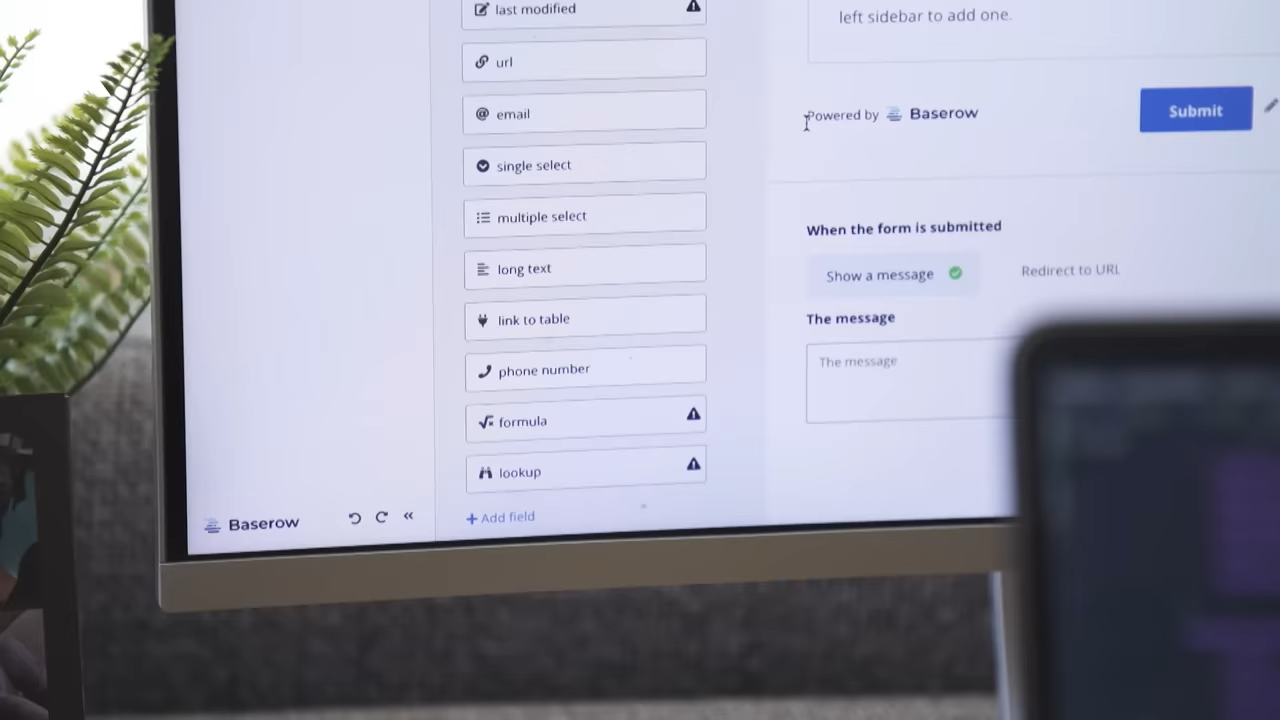 last modified
url
email
single select
multiple select
long text
link to table
phone number
formula
lookup
+ Add field
Baserow
left sidebar to add one.
Powered by Baserow
Submit
When the form is submitted
Show a message
Redirect to URL
The message
The message